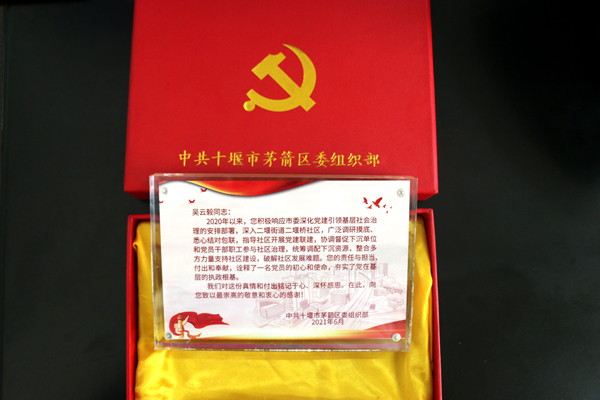 中共十堰市茅箭区委组织部
吴云毅同志：
2020年以来，您积极响应市委深化党建引领基层社会治
理的安排部署，深入二堰街道二堰桥社区，广泛调研摸底、
悉心结对包联，指导社区开展党建联建，协调督促下沉单位
和党员干部职工参与社区治理，统筹调配下沉资源，整合多
方力量支持社区建设，破解社区发展难题。您的责任与担当、
付出和奉献，诠释了一名党员的初心和使命，夯实了党在基
层的执政根基。
我们对这份真情和付出铭记于心、深怀感恩。在此，向
您致以最崇高的敬意和衷心的感谢！
中共十堰市茅箭区委组织部
2021年6月